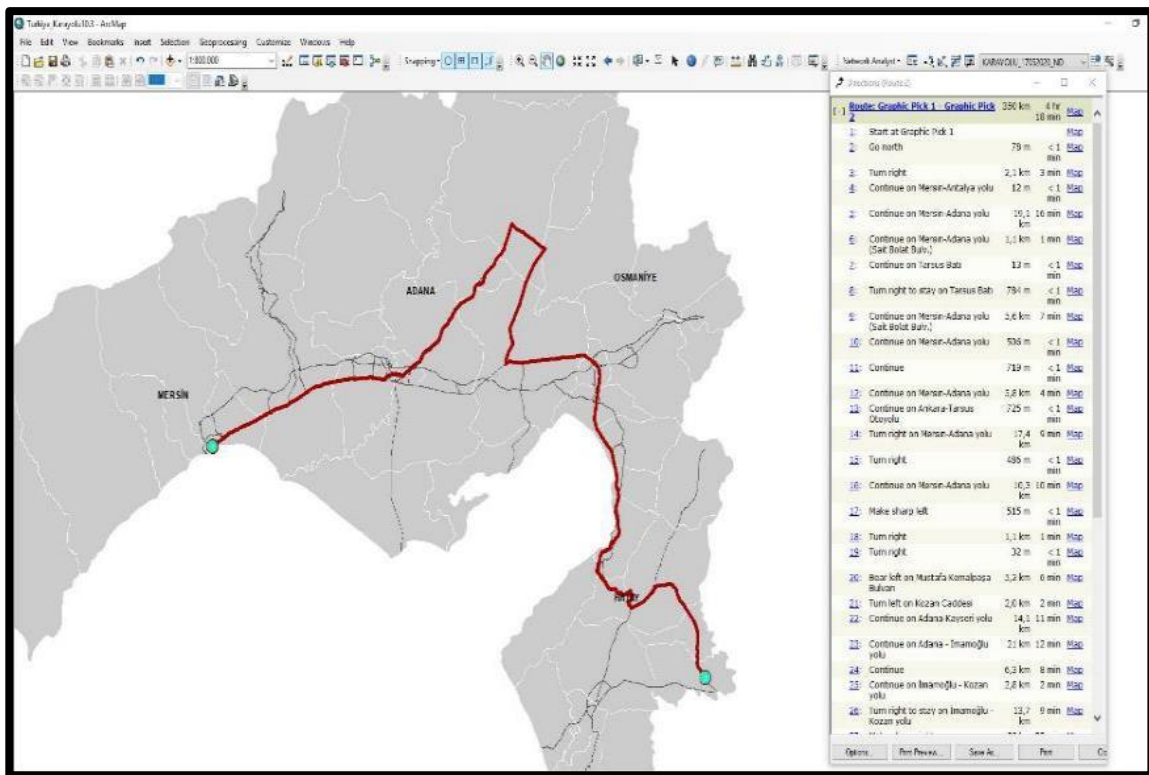 Turkiye_Karayolu10.3 - ArcMap
File Edit View Bookmarks Insert Selection Geoprocessing Customize Windows Help
1:800.000
Snapping
Network Analyst
KARAYOLU_17052020_ND
Directions (Route 2)
[-] Route: Graphic Pick 1 - Graphic Pick 2 350 km 4 hr 18 min Map
1: Start at Graphic Pick 1 Map
2: Go north 78 m < 1 min Map
3: Turn right 2,1 km 3 min Map
4: Continue on Mersin-Antalya yolu 12 m < 1 min Map
5: Continue on Mersin-Adana yolu 19,1 km 16 min Map
6: Continue on Mersin-Adana yolu (Sait Bolat Bulv.) 1,1 km 1 min Map
7: Continue on Tarsus Batı 13 m < 1 min Map
8: Turn right to stay on Tarsus Batı 794 m < 1 min Map
9: Continue on Mersin-Adana yolu (Sait Bolat Bulv.) 5,6 km 7 min Map
10: Continue on Mersin-Adana yolu 536 m < 1 min Map
11: Continue 719 m < 1 min Map
12: Continue on Mersin-Adana yolu 3,8 km 4 min Map
13: Continue on Ankara-Tarsus Otoyolu 725 m < 1 min Map
14: Turn right on Mersin-Adana yolu 17,4 km 9 min Map
15: Turn right 486 m < 1 min Map
16: Continue on Mersin-Adana yolu 10,3 km 10 min Map
17: Make sharp left 515 m < 1 min Map
18: Turn right 1,1 km 1 min Map
19: Turn right 32 m < 1 min Map
20: Bear left on Mustafa Kemalpaşa Bulvarı 3,2 km 6 min Map
21: Turn left on Kozan Caddesi 2,0 km 2 min Map
22: Continue on Adana-Kayseri yolu 14,1 km 11 min Map
23: Continue on Adana - İmamoğlu yolu 21 km 12 min Map
24: Continue 6,3 km 8 min Map
25: Continue on İmamoğlu - Kozan yolu 2,8 km 2 min Map
26: Turn right to stay on İmamoğlu - Kozan yolu 13,7 km 9 min Map
Options... Print Preview... Save As... Print
OSMANİYE
ADANA
MERSİN
HATAY